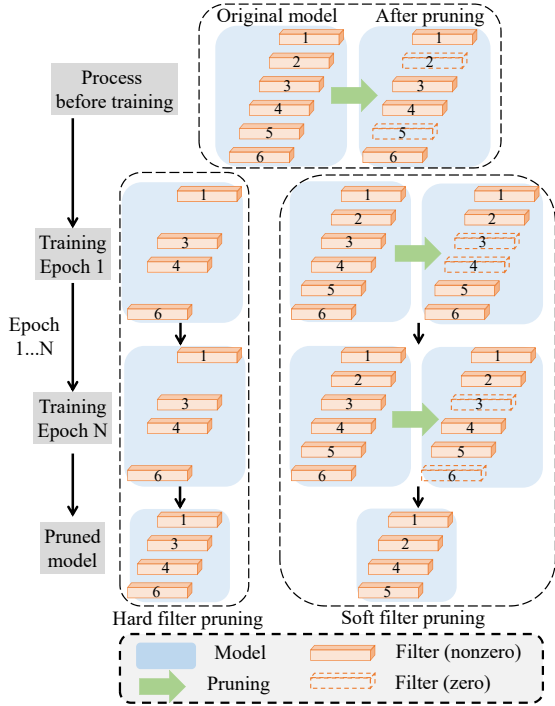 Original model After pruning
1 1
2 2
Process
before training
3 3
4 4
5 5
6 6
1 1 1
2 2
Training
Epoch 1
3 3 3
4 4 4
5 5
6 6 6
Epoch
1...N
1 1 1
2 2
Training
Epoch N
3 3 3
4 4 4
5 5
6 6 6
Pruned
model
1 1
3 2
4 4
6 5
Hard filter pruning Soft filter pruning
Model Filter (nonzero)
Pruning Filter (zero)